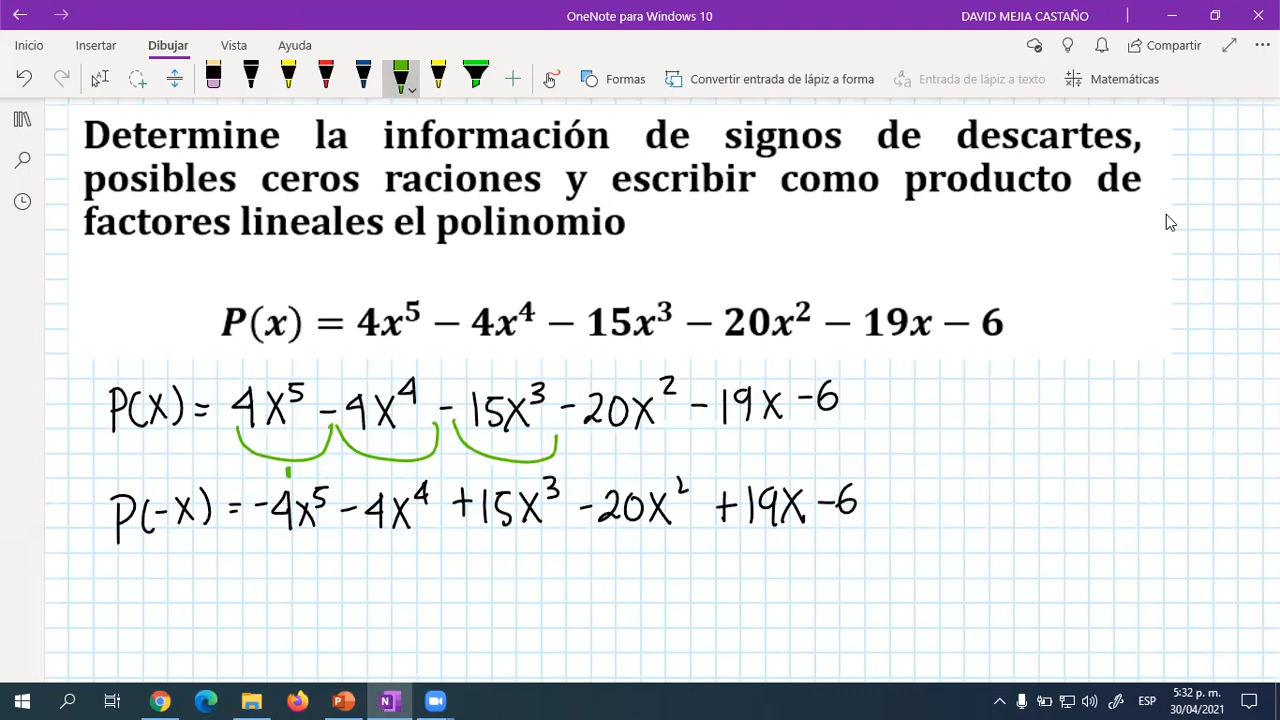 OneNote para Windows 10
DAVID MEJIA CASTAÑO
Inicio Insertar Dibujar Vista Ayuda
Compartir
Formas Convertir entrada de lápiz a forma Entrada de lápiz a texto Matemáticas
Determine la información de signos de descartes,
posibles ceros raciones y escribir como producto de
factores lineales el polinomio
P(x) = 4x⁵ − 4x⁴ − 15x³ − 20x² − 19x − 6
P(X) = 4X⁵ - 4X⁴ - 15X³ - 20X² - 19X - 6
P(-X) = -4X⁵ - 4X⁴ + 15X³ - 20X² + 19X - 6
ESP
5:32 p. m.
30/04/2021